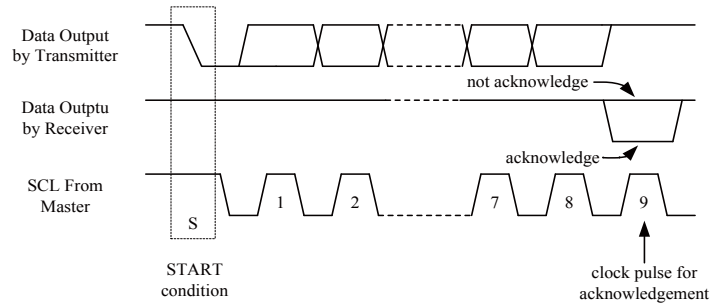 Data Output
by Transmitter
not acknowledge
Data Outptu
by Receiver
acknowledge
SCL From
Master
1
2
7
8
9
S
START
condition
clock pulse for
acknowledgement